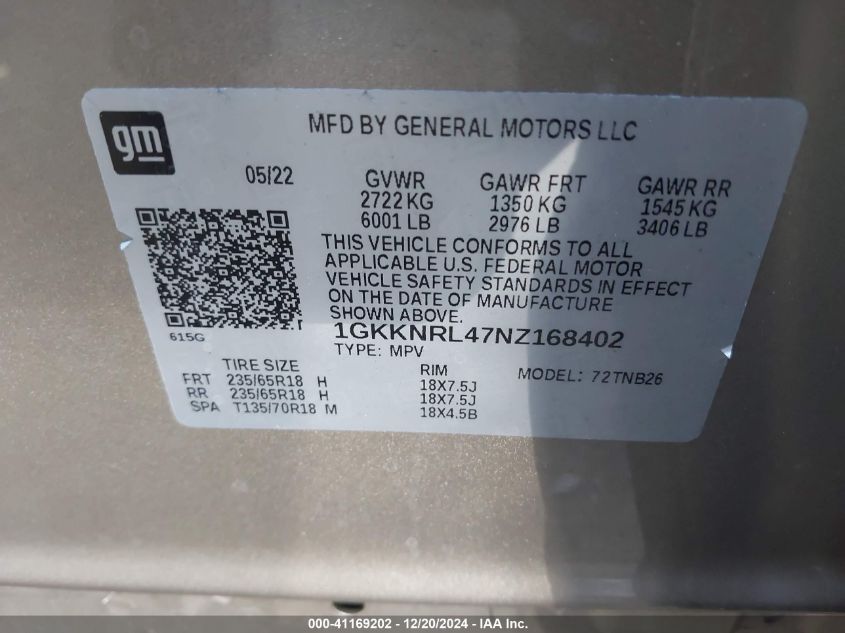 gm
MFD BY GENERAL MOTORS LLC
05/22
GVWR GAWR FRT GAWR RR
2722 KG 1350 KG 1545 KG
6001 LB 2976 LB 3406 LB
THIS VEHICLE CONFORMS TO ALL
APPLICABLE U.S. FEDERAL MOTOR
VEHICLE SAFETY STANDARDS IN EFFECT
ON THE DATE OF MANUFACTURE
SHOWN ABOVE.
615G
1GKKNRL47NZ168402
TYPE: MPV
TIRE SIZE RIM MODEL: 72TNB26
FRT 235/65R18 H 18X7.5J
RR 235/65R18 H 18X7.5J
SPA T135/70R18 M 18X4.5B
000-41169202 - 12/20/2024 - IAA Inc.